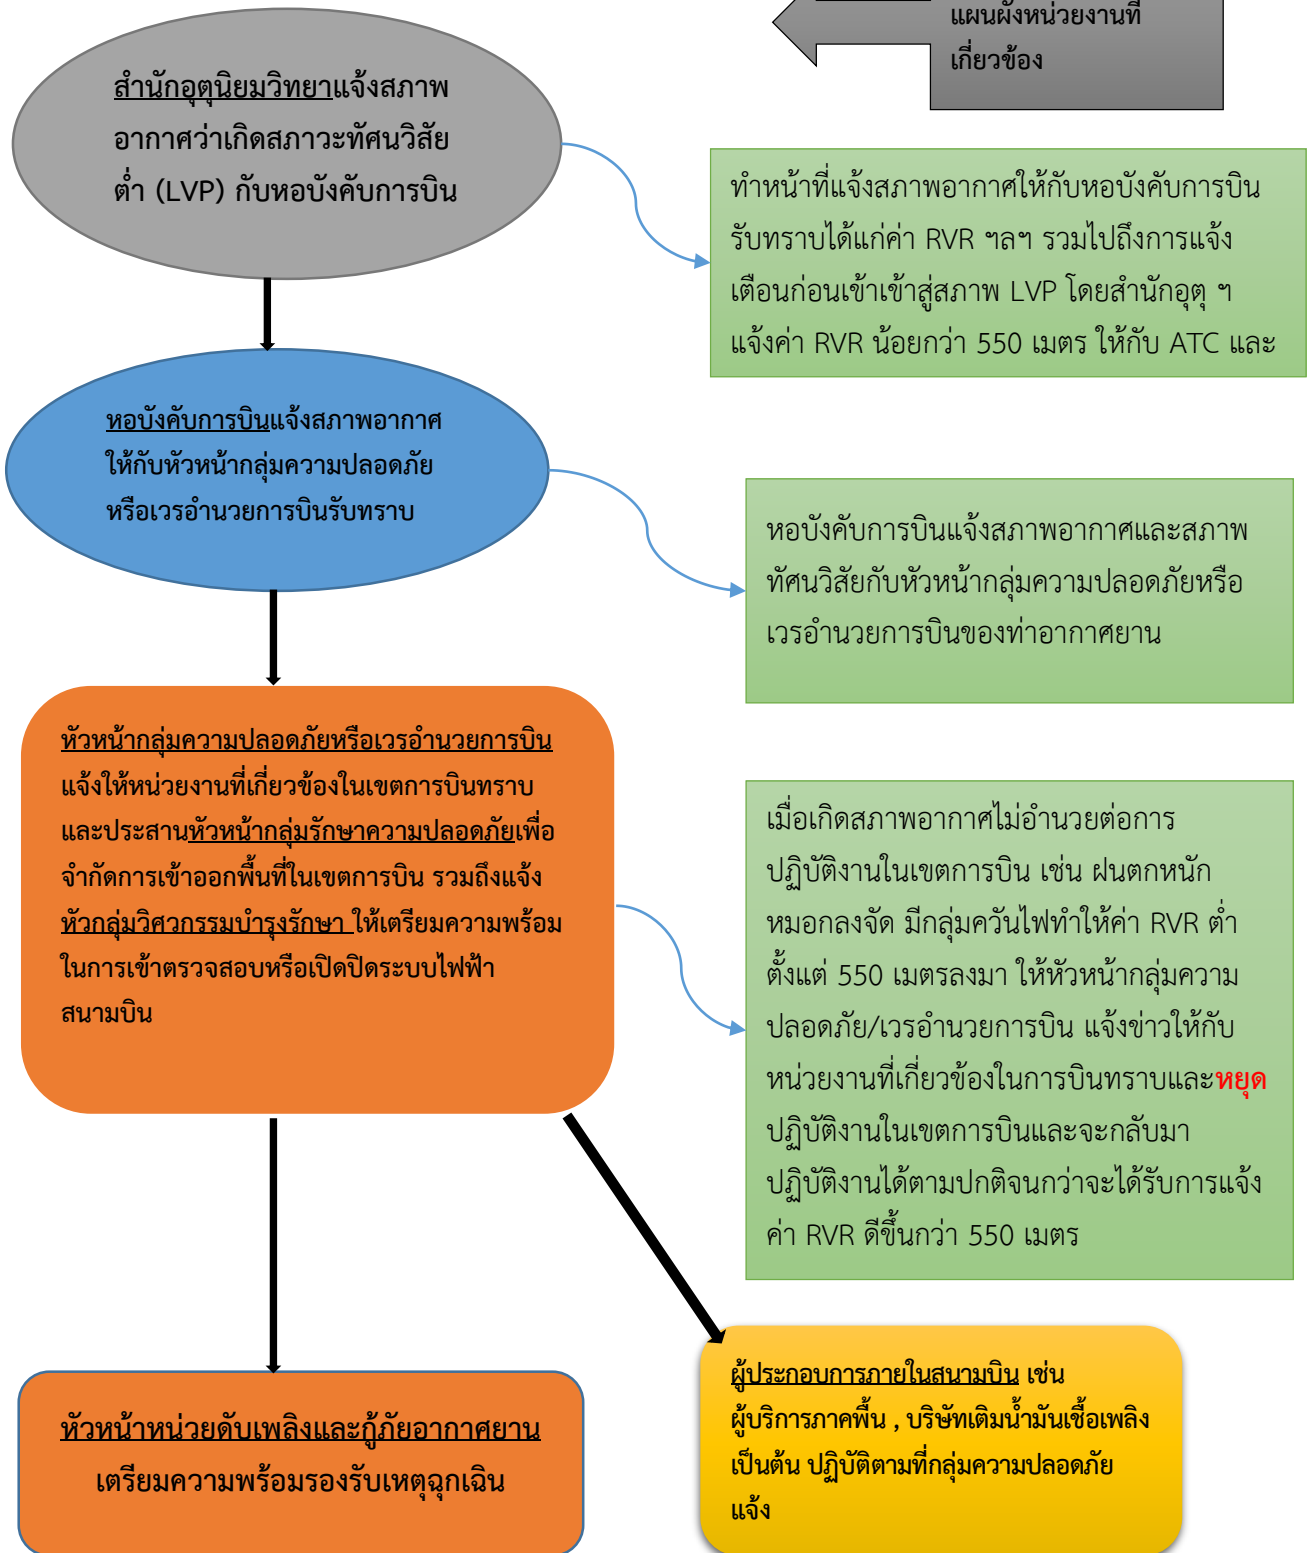 แผนผังหน่วยงานที่
เกี่ยวข้อง
สำนักอุตุนิยมวิทยาแจ้งสภาพ
อากาศว่าเกิดสภาวะทัศนวิสัย
ต่ำ (LVP) กับหอบังคับการบิน
ทำหน้าที่แจ้งสภาพอากาศให้กับหอบังคับการบิน
รับทราบได้แก่ค่า RVR ฯลฯ รวมไปถึงการแจ้ง
เตือนก่อนเข้าเข้าสู่สภาพ LVP โดยสำนักอุตุ ฯ
แจ้งค่า RVR น้อยกว่า 550 เมตร ให้กับ ATC และ
หอบังคับการบินแจ้งสภาพอากาศ
ให้กับหัวหน้ากลุ่มความปลอดภัย
หรือเวรอำนวยการบินรับทราบ
หอบังคับการบินแจ้งสภาพอากาศและสภาพ
ทัศนวิสัยกับหัวหน้ากลุ่มความปลอดภัยหรือ
เวรอำนวยการบินของท่าอากาศยาน
หัวหน้ากลุ่มความปลอดภัยหรือเวรอำนวยการบิน
แจ้งให้หน่วยงานที่เกี่ยวข้องในเขตการบินทราบ
และประสานหัวหน้ากลุ่มรักษาความปลอดภัยเพื่อ
จำกัดการเข้าออกพื้นที่ในเขตการบิน รวมถึงแจ้ง
หัวกลุ่มวิศวกรรมบำรุงรักษา ให้เตรียมความพร้อม
ในการเข้าตรวจสอบหรือเปิดปิดระบบไฟฟ้า
สนามบิน
เมื่อเกิดสภาพอากาศไม่อำนวยต่อการ
ปฏิบัติงานในเขตการบิน เช่น ฝนตกหนัก
หมอกลงจัด มีกลุ่มควันไฟทำให้ค่า RVR ต่ำ
ตั้งแต่ 550 เมตรลงมา ให้หัวหน้ากลุ่มความ
ปลอดภัย/เวรอำนวยการบิน แจ้งข่าวให้กับ
หน่วยงานที่เกี่ยวข้องในการบินทราบและหยุด
ปฏิบัติงานในเขตการบินและจะกลับมา
ปฏิบัติงานได้ตามปกติจนกว่าจะได้รับการแจ้ง
ค่า RVR ดีขึ้นกว่า 550 เมตร
หัวหน้าหน่วยดับเพลิงและกู้ภัยอากาศยาน
เตรียมความพร้อมรองรับเหตุฉุกเฉิน
ผู้ประกอบการภายในสนามบิน เช่น
ผู้บริการภาคพื้น , บริษัทเติมน้ำมันเชื้อเพลิง
เป็นต้น ปฏิบัติตามที่กลุ่มความปลอดภัย
แจ้ง